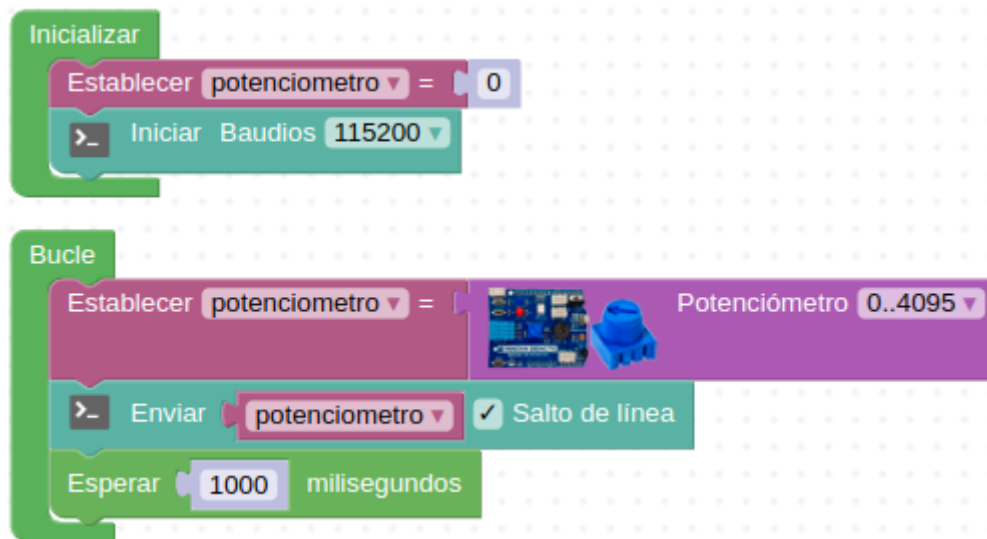 Inicializar
Establecer potenciometro = 0
>_ Iniciar Baudios 115200
Bucle
Establecer potenciometro = Potenciómetro 0..4095
>_ Enviar potenciometro ✓ Salto de línea
Esperar 1000 milisegundos